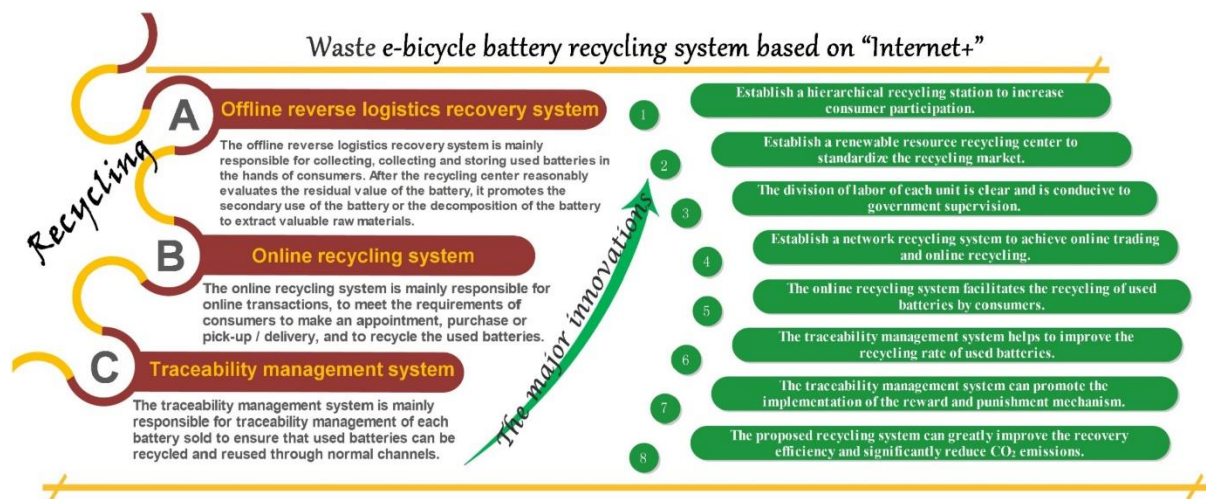 Waste e-bicycle battery recycling system based on “Internet+”
Recycling
A
Offline reverse logistics recovery system
The offline reverse logistics recovery system is mainly
responsible for collecting, collecting and storing used batteries in
the hands of consumers. After the recycling center reasonably
evaluates the residual value of the battery, it promotes the
secondary use of the battery or the decomposition of the battery
to extract valuable raw materials.
B
Online recycling system
The online recycling system is mainly responsible for
online transactions, to meet the requirements of
consumers to make an appointment, purchase or
pick-up / delivery, and to recycle the used batteries.
C
Traceability management system
The traceability management system is mainly
responsible for traceability management of each
battery sold to ensure that used batteries can be
recycled and reused through normal channels.
The major innovations
1
Establish a hierarchical recycling station to increase
consumer participation.
2
Establish a renewable resource recycling center to
standardize the recycling market.
3
The division of labor of each unit is clear and is conducive to
government supervision.
4
Establish a network recycling system to achieve online trading
and online recycling.
5
The online recycling system facilitates the recycling of used
batteries by consumers.
6
The traceability management system helps to improve the
recycling rate of used batteries.
7
The traceability management system can promote the
implementation of the reward and punishment mechanism.
8
The proposed recycling system can greatly improve the recovery
efficiency and significantly reduce CO₂ emissions.